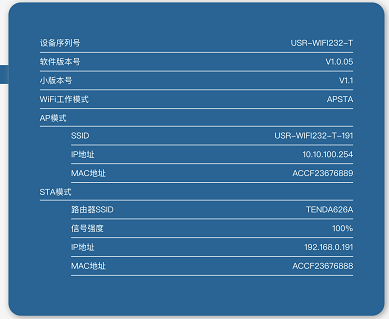 设备序列号 USR-WIFI232-T
软件版本号 V1.0.05
小版本号 V1.1
WiFi工作模式 APSTA
AP模式
SSID USR-WIFI232-T-191
IP地址 10.10.100.254
MAC地址 ACCF23676889
STA模式
路由器SSID TENDA626A
信号强度 100%
IP地址 192.168.0.191
MAC地址 ACCF23676888